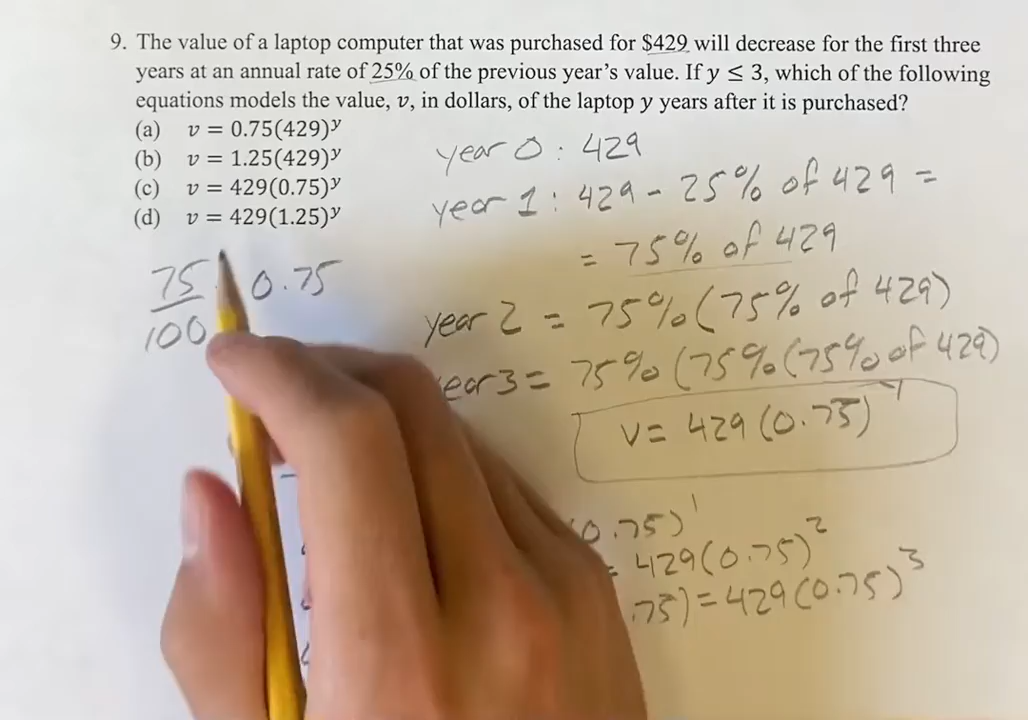 9. The value of a laptop computer that was purchased for $429 will decrease for the first three
years at an annual rate of 25% of the previous year’s value. If y ≤ 3, which of the following
equations models the value, v, in dollars, of the laptop y years after it is purchased?
(a) v = 0.75(429)^y
(b) v = 1.25(429)^y
(c) v = 429(0.75)^y
(d) v = 429(1.25)^y
year 0 : 429
year 1 : 429 - 25% of 429 =
= 75% of 429
75/100 0.75
year 2 = 75% (75% of 429)
ear 3 = 75% (75% (75% of 429)
v = 429 (0.75)^y
(0.75)^1
= 429(0.75)^2
.75) = 429(0.75)^3